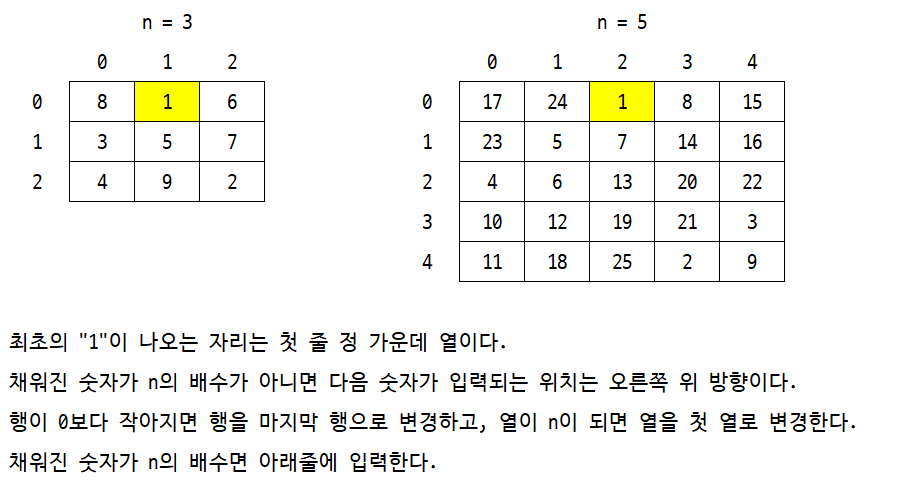 n = 3 n = 5
0 1 2 0 1 2 3 4
0 8 1 6 0 17 24 1 8 15
1 3 5 7 1 23 5 7 14 16
2 4 9 2 2 4 6 13 20 22
3 10 12 19 21 3
4 11 18 25 2 9
최초의 "1"이 나오는 자리는 첫 줄 정 가운데 열이다.
채워진 숫자가 n의 배수가 아니면 다음 숫자가 입력되는 위치는 오른쪽 위 방향이다.
행이 0보다 작아지면 행을 마지막 행으로 변경하고, 열이 n이 되면 열을 첫 열로 변경한다.
채워진 숫자가 n의 배수면 아래줄에 입력한다.